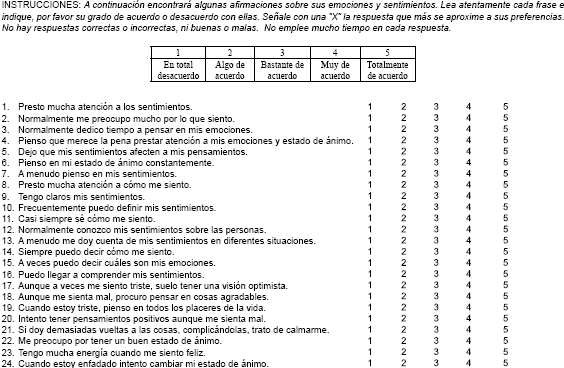 INSTRUCCIONES: A continuación encontrará algunas afirmaciones sobre sus emociones y sentimientos. Lea atentamente cada frase e
indique, por favor su grado de acuerdo o desacuerdo con ellas. Señale con una "X" la respuesta que más se aproxime a sus preferencias.
No hay respuestas correctas o incorrectas, ni buenas o malas. No emplee mucho tiempo en cada respuesta.
1 2 3 4 5
En total desacuerdo Algo de acuerdo Bastante de acuerdo Muy de acuerdo Totalmente de acuerdo
1. Presto mucha atención a los sentimientos. 1 2 3 4 5
2. Normalmente me preocupo mucho por lo que siento. 1 2 3 4 5
3. Normalmente dedico tiempo a pensar en mis emociones. 1 2 3 4 5
4. Pienso que merece la pena prestar atención a mis emociones y estado de ánimo. 1 2 3 4 5
5. Dejo que mis sentimientos afecten a mis pensamientos. 1 2 3 4 5
6. Pienso en mi estado de ánimo constantemente. 1 2 3 4 5
7. A menudo pienso en mis sentimientos. 1 2 3 4 5
8. Presto mucha atención a cómo me siento. 1 2 3 4 5
9. Tengo claros mis sentimientos. 1 2 3 4 5
10. Frecuentemente puedo definir mis sentimientos. 1 2 3 4 5
11. Casi siempre sé cómo me siento. 1 2 3 4 5
12. Normalmente conozco mis sentimientos sobre las personas. 1 2 3 4 5
13. A menudo me doy cuenta de mis sentimientos en diferentes situaciones. 1 2 3 4 5
14. Siempre puedo decir cómo me siento. 1 2 3 4 5
15. A veces puedo decir cuáles son mis emociones. 1 2 3 4 5
16. Puedo llegar a comprender mis sentimientos. 1 2 3 4 5
17. Aunque a veces me siento triste, suelo tener una visión optimista. 1 2 3 4 5
18. Aunque me sienta mal, procuro pensar en cosas agradables. 1 2 3 4 5
19. Cuando estoy triste, pienso en todos los placeres de la vida. 1 2 3 4 5
20. Intento tener pensamientos positivos aunque me sienta mal. 1 2 3 4 5
21. Si doy demasiadas vueltas a las cosas, complicándolas, trato de calmarme. 1 2 3 4 5
22. Me preocupo por tener un buen estado de ánimo. 1 2 3 4 5
23. Tengo mucha energía cuando me siento feliz. 1 2 3 4 5
24. Cuando estoy enfadado intento cambiar mi estado de ánimo. 1 2 3 4 5